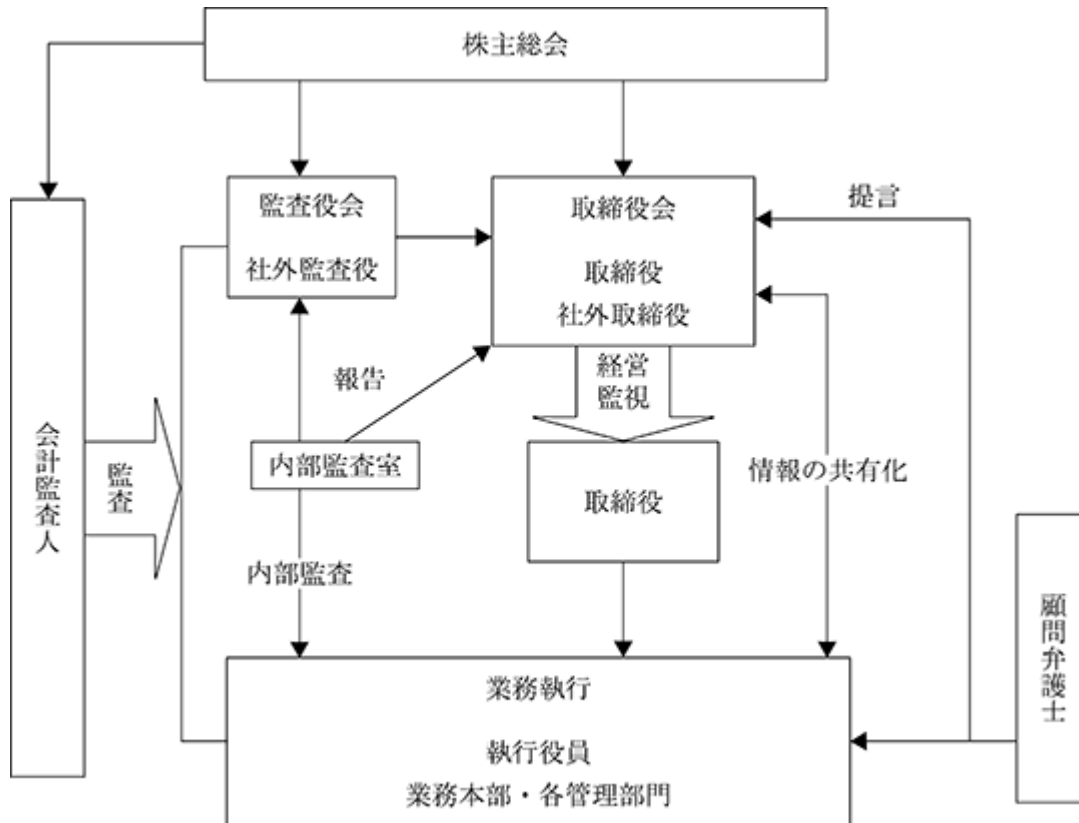 株主総会
監査役会
社外監査役
取締役会
取締役
社外取締役
提言
経営
監視
報告
会計監査人
監査
内部監査室
取締役
情報の共有化
内部監査
顧問弁護士
業務執行
執行役員
業務本部・各管理部門